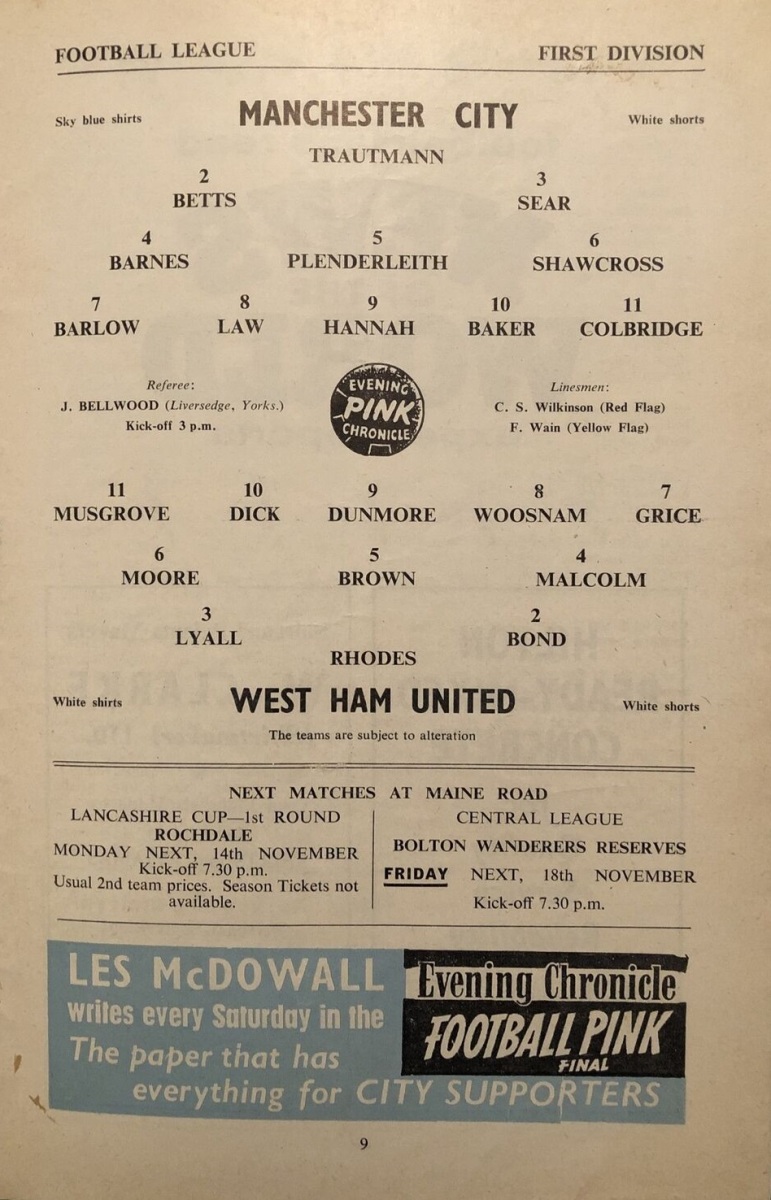 FOOTBALL LEAGUE FIRST DIVISION
Sky blue shirts MANCHESTER CITY White shorts
TRAUTMANN
2 3
BETTS SEAR
4 5 6
BARNES PLENDERLEITH SHAWCROSS
7 8 9 10 11
BARLOW LAW HANNAH BAKER COLBRIDGE
Referee:
J. BELLWOOD (Liversedge, Yorks.)
Kick-off 3 p.m.
EVENING
PINK
CHRONICLE
Linesmen:
C. S. Wilkinson (Red Flag)
F. Wain (Yellow Flag)
11 10 9 8 7
MUSGROVE DICK DUNMORE WOOSNAM GRICE
6 5 4
MOORE BROWN MALCOLM
3 2
LYALL BOND
RHODES
White shirts WEST HAM UNITED White shorts
The teams are subject to alteration
NEXT MATCHES AT MAINE ROAD
LANCASHIRE CUP—1st ROUND
ROCHDALE
MONDAY NEXT, 14th NOVEMBER
Kick-off 7.30 p.m.
Usual 2nd team prices. Season Tickets not
available.
CENTRAL LEAGUE
BOLTON WANDERERS RESERVES
FRIDAY NEXT, 18th NOVEMBER
Kick-off 7.30 p.m.
LES McDOWALL
writes every Saturday in the
The paper that has
everything for CITY SUPPORTERS
Evening Chronicle
FOOTBALL PINK
FINAL
9